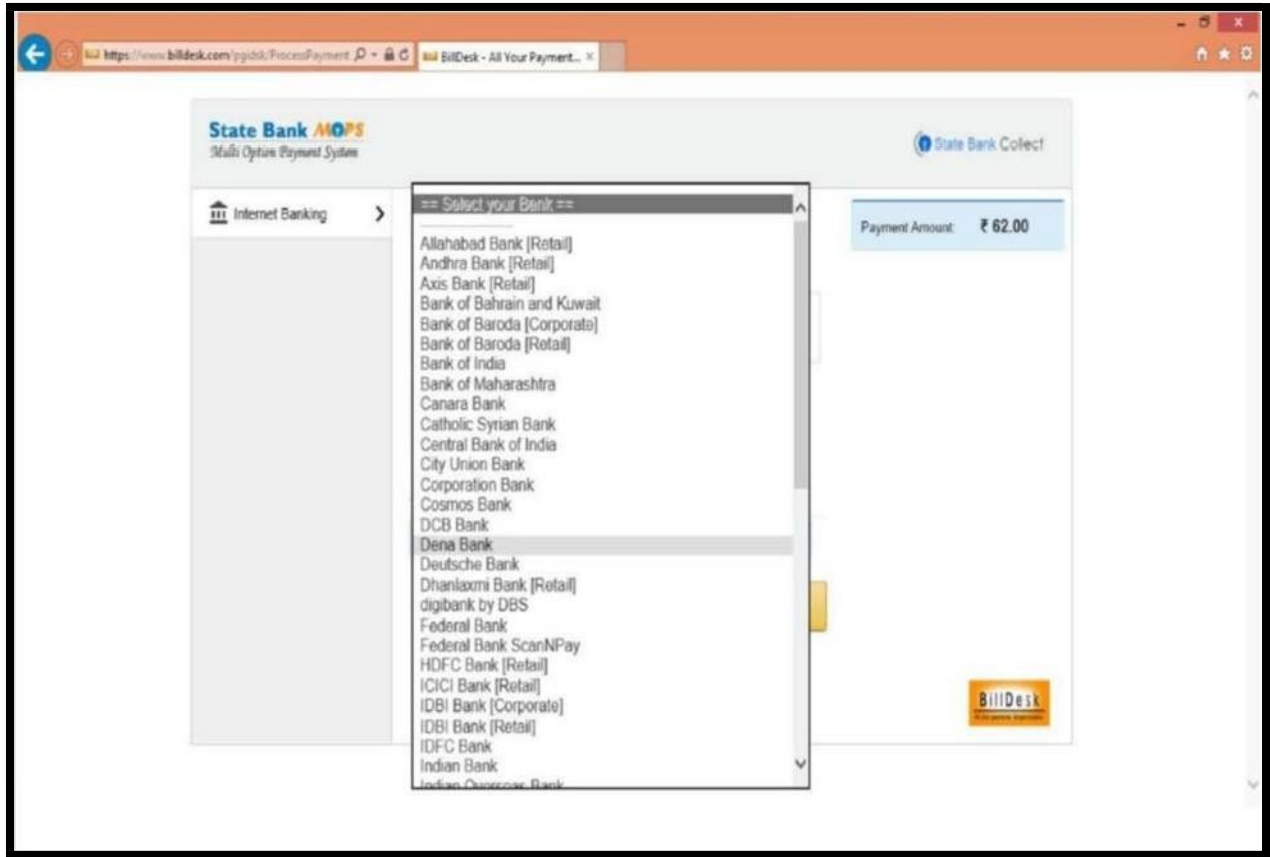 https://www.billdesk.com/pgidsk/ProcessPayment
BillDesk - All Your Payment...
State Bank MOPS
Multi Option Payment System
State Bank Collect
Internet Banking
Payment Amount: ₹ 62.00
== Select your Bank ==
--------------------
Allahabad Bank [Retail]
Andhra Bank [Retail]
Axis Bank [Retail]
Bank of Bahrain and Kuwait
Bank of Baroda [Corporate]
Bank of Baroda [Retail]
Bank of India
Bank of Maharashtra
Canara Bank
Catholic Syrian Bank
Central Bank of India
City Union Bank
Corporation Bank
Cosmos Bank
DCB Bank
Dena Bank
Deutsche Bank
Dhanlaxmi Bank [Retail]
digibank by DBS
Federal Bank
Federal Bank ScanNPay
HDFC Bank [Retail]
ICICI Bank [Retail]
IDBI Bank [Corporate]
IDBI Bank [Retail]
IDFC Bank
Indian Bank
Indian Overseas Bank
BillDesk